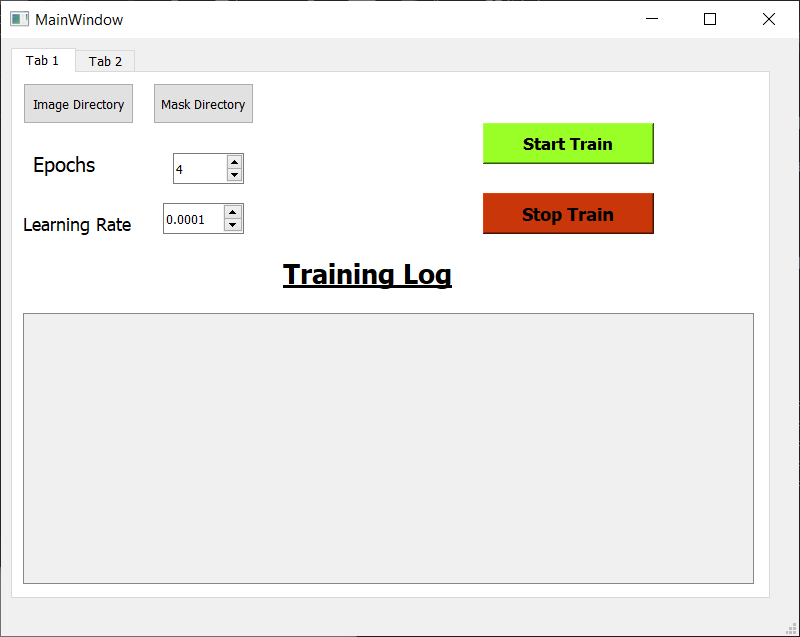 MainWindow
Tab 1 Tab 2
Image Directory Mask Directory
Start Train
Epochs 4
Stop Train
Learning Rate 0.0001
Training Log